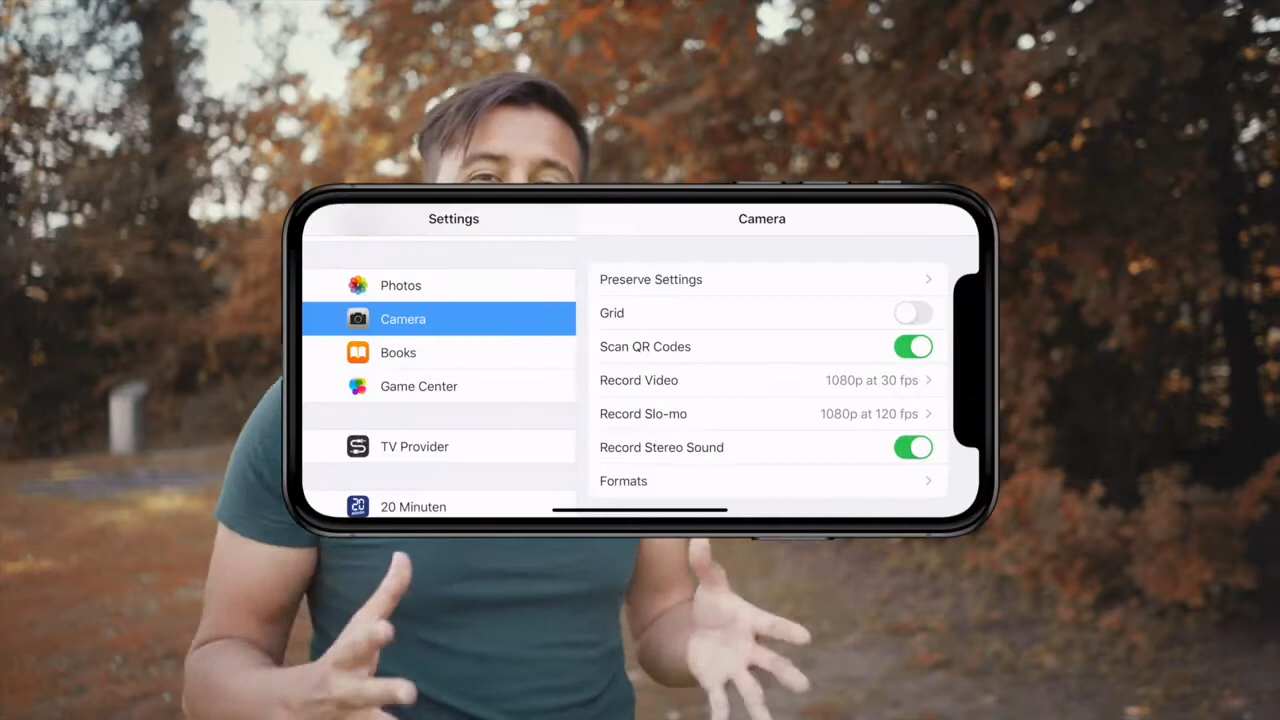 Settings
Camera
Photos
Camera
Books
Game Center
TV Provider
20 Minuten
Preserve Settings
Grid
Scan QR Codes
Record Video 1080p at 30 fps
Record Slo-mo 1080p at 120 fps
Record Stereo Sound
Formats